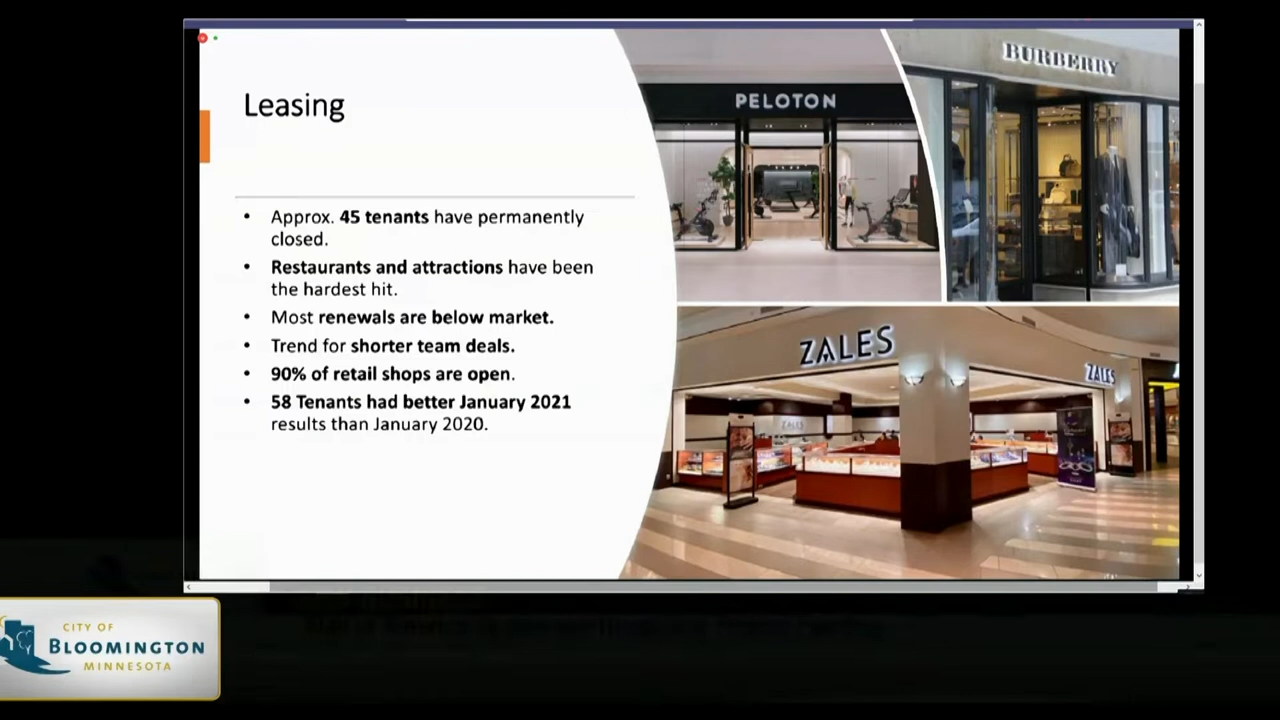 Leasing
• Approx. 45 tenants have permanently
closed.
• Restaurants and attractions have been
the hardest hit.
• Most renewals are below market.
• Trend for shorter team deals.
• 90% of retail shops are open.
• 58 Tenants had better January 2021
results than January 2020.
PELOTON
BURBERRY
ZALES
ZALES
ZALES
CITY OF
BLOOMINGTON
MINNESOTA